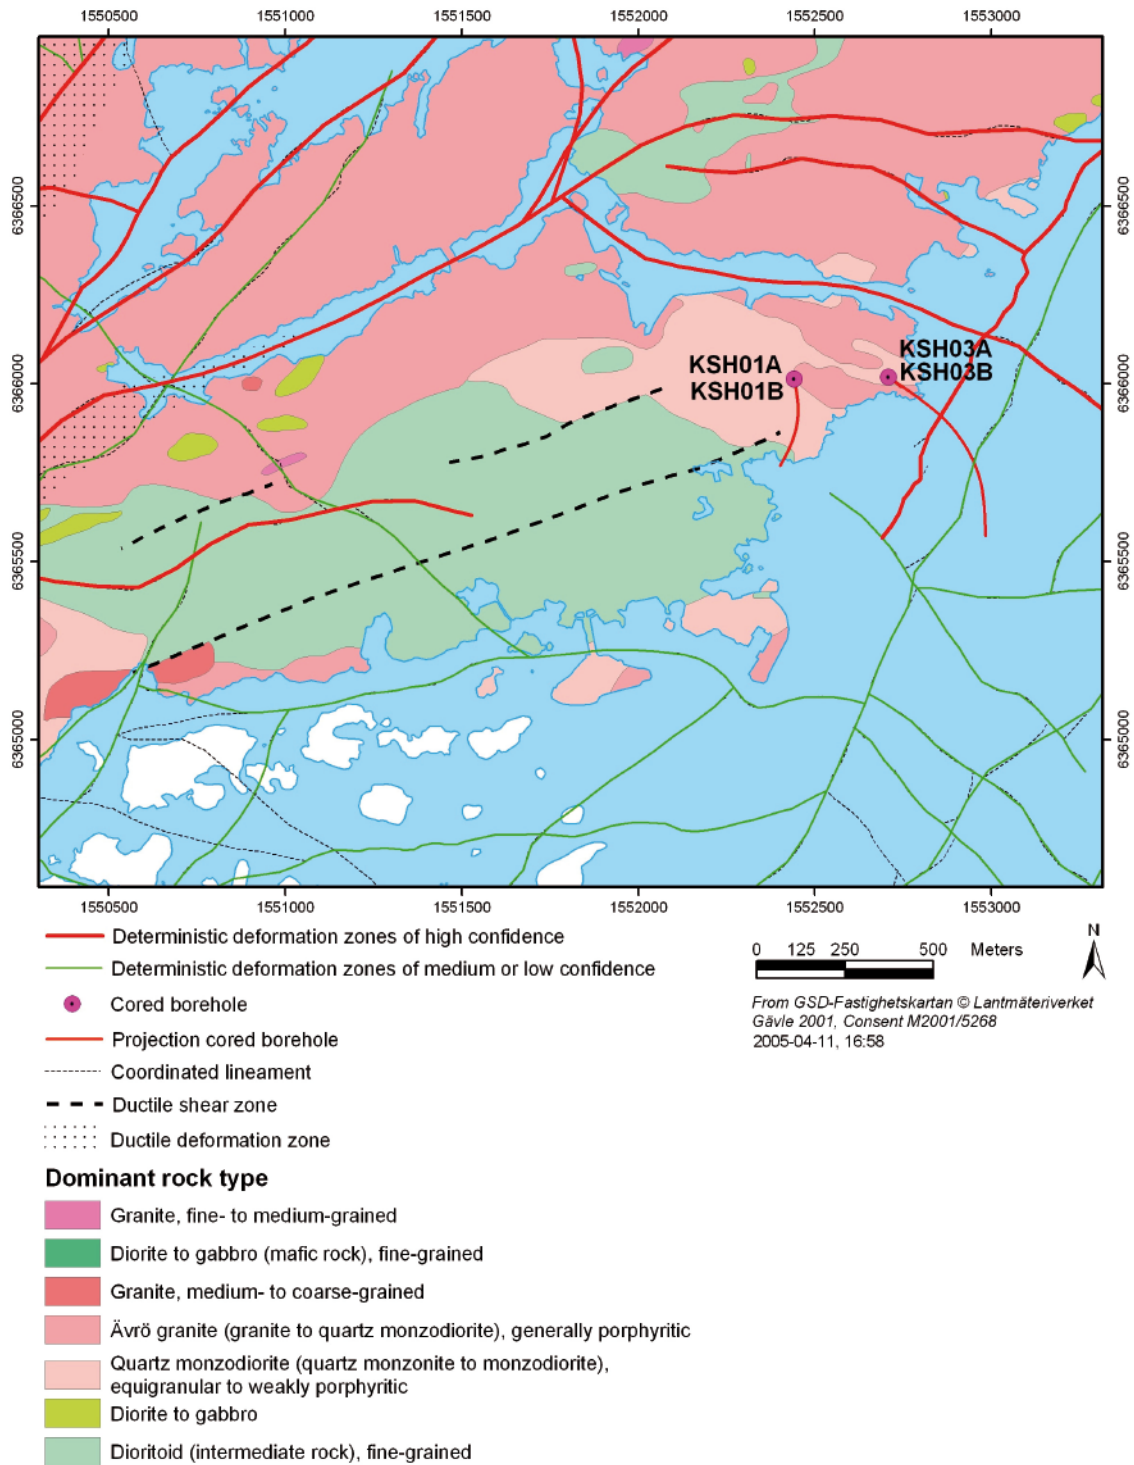 1550500 1551000 1551500 1552000 1552500 1553000
6366500 6366500
6366000 6366000
6365500 6365500
6365000 6365000
KSH01A
KSH01B
KSH03A
KSH03B
1550500 1551000 1551500 1552000 1552500 1553000
Deterministic deformation zones of high confidence
Deterministic deformation zones of medium or low confidence
Cored borehole
Projection cored borehole
Coordinated lineament
Ductile shear zone
Ductile deformation zone
N
0 125 250 500 Meters
From GSD-Fastighetskartan © Lantmäteriverket
Gävle 2001, Consent M2001/5268
2005-04-11, 16:58
Dominant rock type
Granite, fine- to medium-grained
Diorite to gabbro (mafic rock), fine-grained
Granite, medium- to coarse-grained
Ävrö granite (granite to quartz monzodiorite), generally porphyritic
Quartz monzodiorite (quartz monzonite to monzodiorite),
equigranular to weakly porphyritic
Diorite to gabbro
Dioritoid (intermediate rock), fine-grained